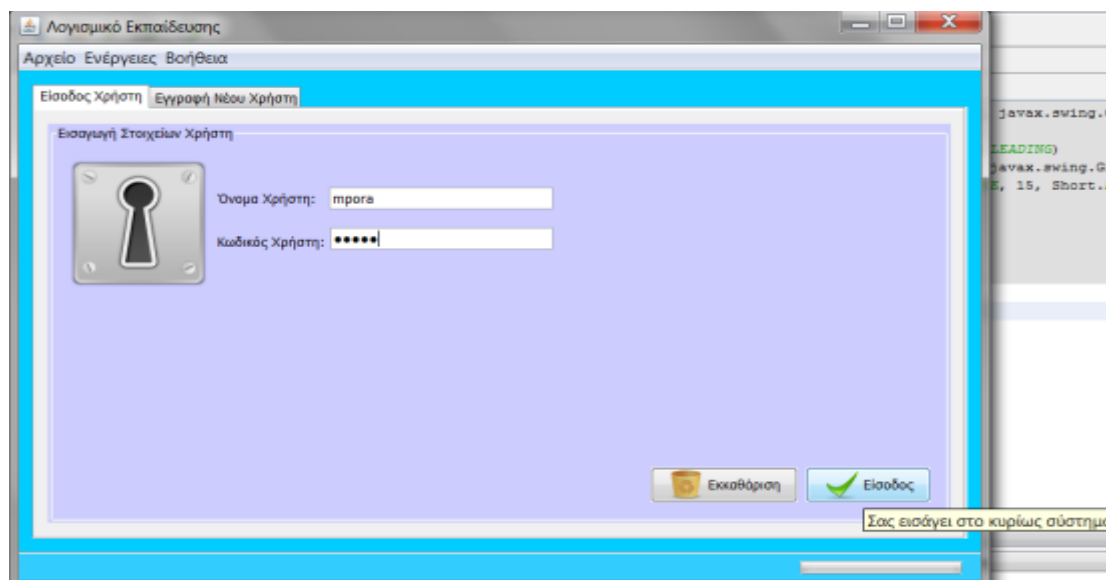 Λογισμικό Εκπαίδευσης
Αρχείο Ενέργειες Βοήθεια
Είσοδος Χρήστη Εγγραφή Νέου Χρήστη
Εισαγωγή Στοιχείων Χρήστη
Όνομα Χρήστη: mpora
Κωδικός Χρήστη: •••••
Εκκαθάριση Είσοδος
Σας εισάγει στο κυρίως σύστημα
javax.swing.
LEADING)
javax.swing.G
, 15, Short.